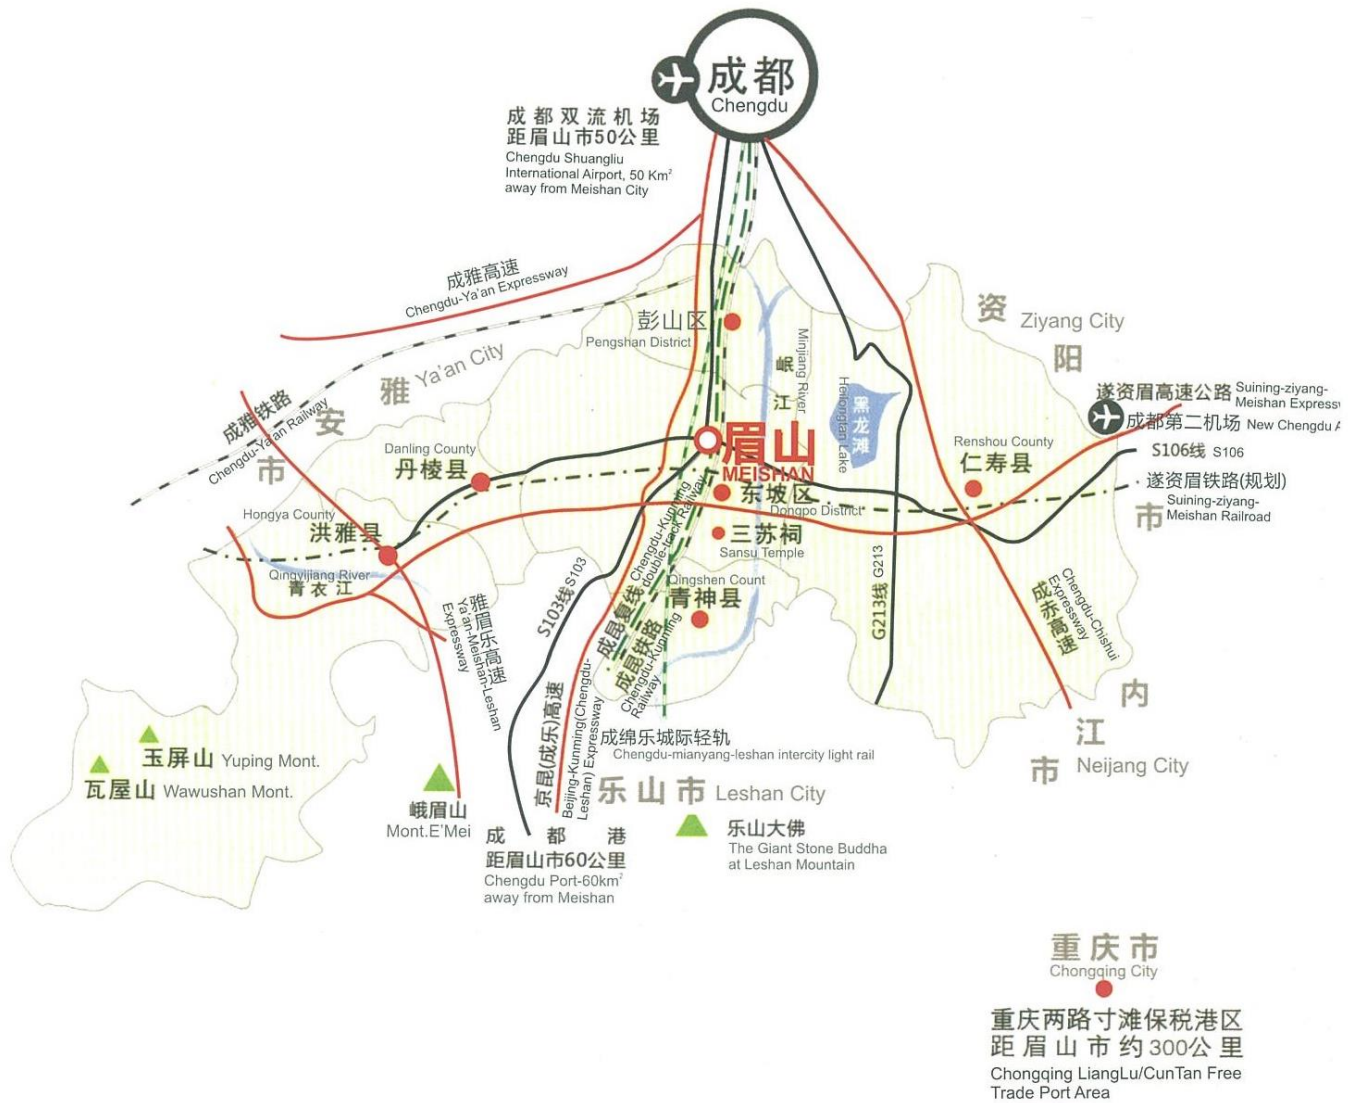 成都
Chengdu
成都双流机场
距眉山市50公里
Chengdu Shuangliu
International Airport, 50 Km²
away from Meishan City
成雅高速
Chengdu-Ya'an Expressway
彭山区
Pengshan District
岷江
Minjiang River
黑龙滩
Heilongtan Lake
资阳市
Ziyang City
雅安市
Ya'an City
成雅铁路
Chengdu-Ya'an Railway
遂资眉高速公路
Suining-ziyang-
Meishan Express
成都第二机场
New Chengdu A
S106线 S106
遂资眉铁路(规划)
Suining-ziyang-
Meishan Railroad
Danling County
丹棱县
眉山
MEISHAN
Renshou County
仁寿县
东坡区
Dongpo District
三苏祠
Sansu Temple
Hongya County
洪雅县
Qingyijiang River
青衣江
Qingshen Count
青神县
S103线 S103
G213线 G213
Chengdu-Kunming
double-track Railway
成昆复线
成昆铁路
Chengdu-Kunming
Railway
雅眉乐高速
Ya'an-Meishan-Leshan
Expressway
成赤高速
Chengdu-Chishui
Expressway
京昆(成乐)高速
Beijing-Kunming(Chengdu-
Leshan) Expressway
成绵乐城际轻轨
Chengdu-mianyang-leshan intercity light rail
内江市
Neijang City
玉屏山 Yuping Mont.
瓦屋山 Wawushan Mont.
峨眉山
Mont.E'Mei
乐山市 Leshan City
乐山大佛
The Giant Stone Buddha
at Leshan Mountain
成都港
距眉山市60公里
Chengdu Port-60km²
away from Meishan
重庆市
Chongqing City
重庆两路寸滩保税港区
距眉山市约300公里
Chongqing LiangLu/CunTan Free
Trade Port Area